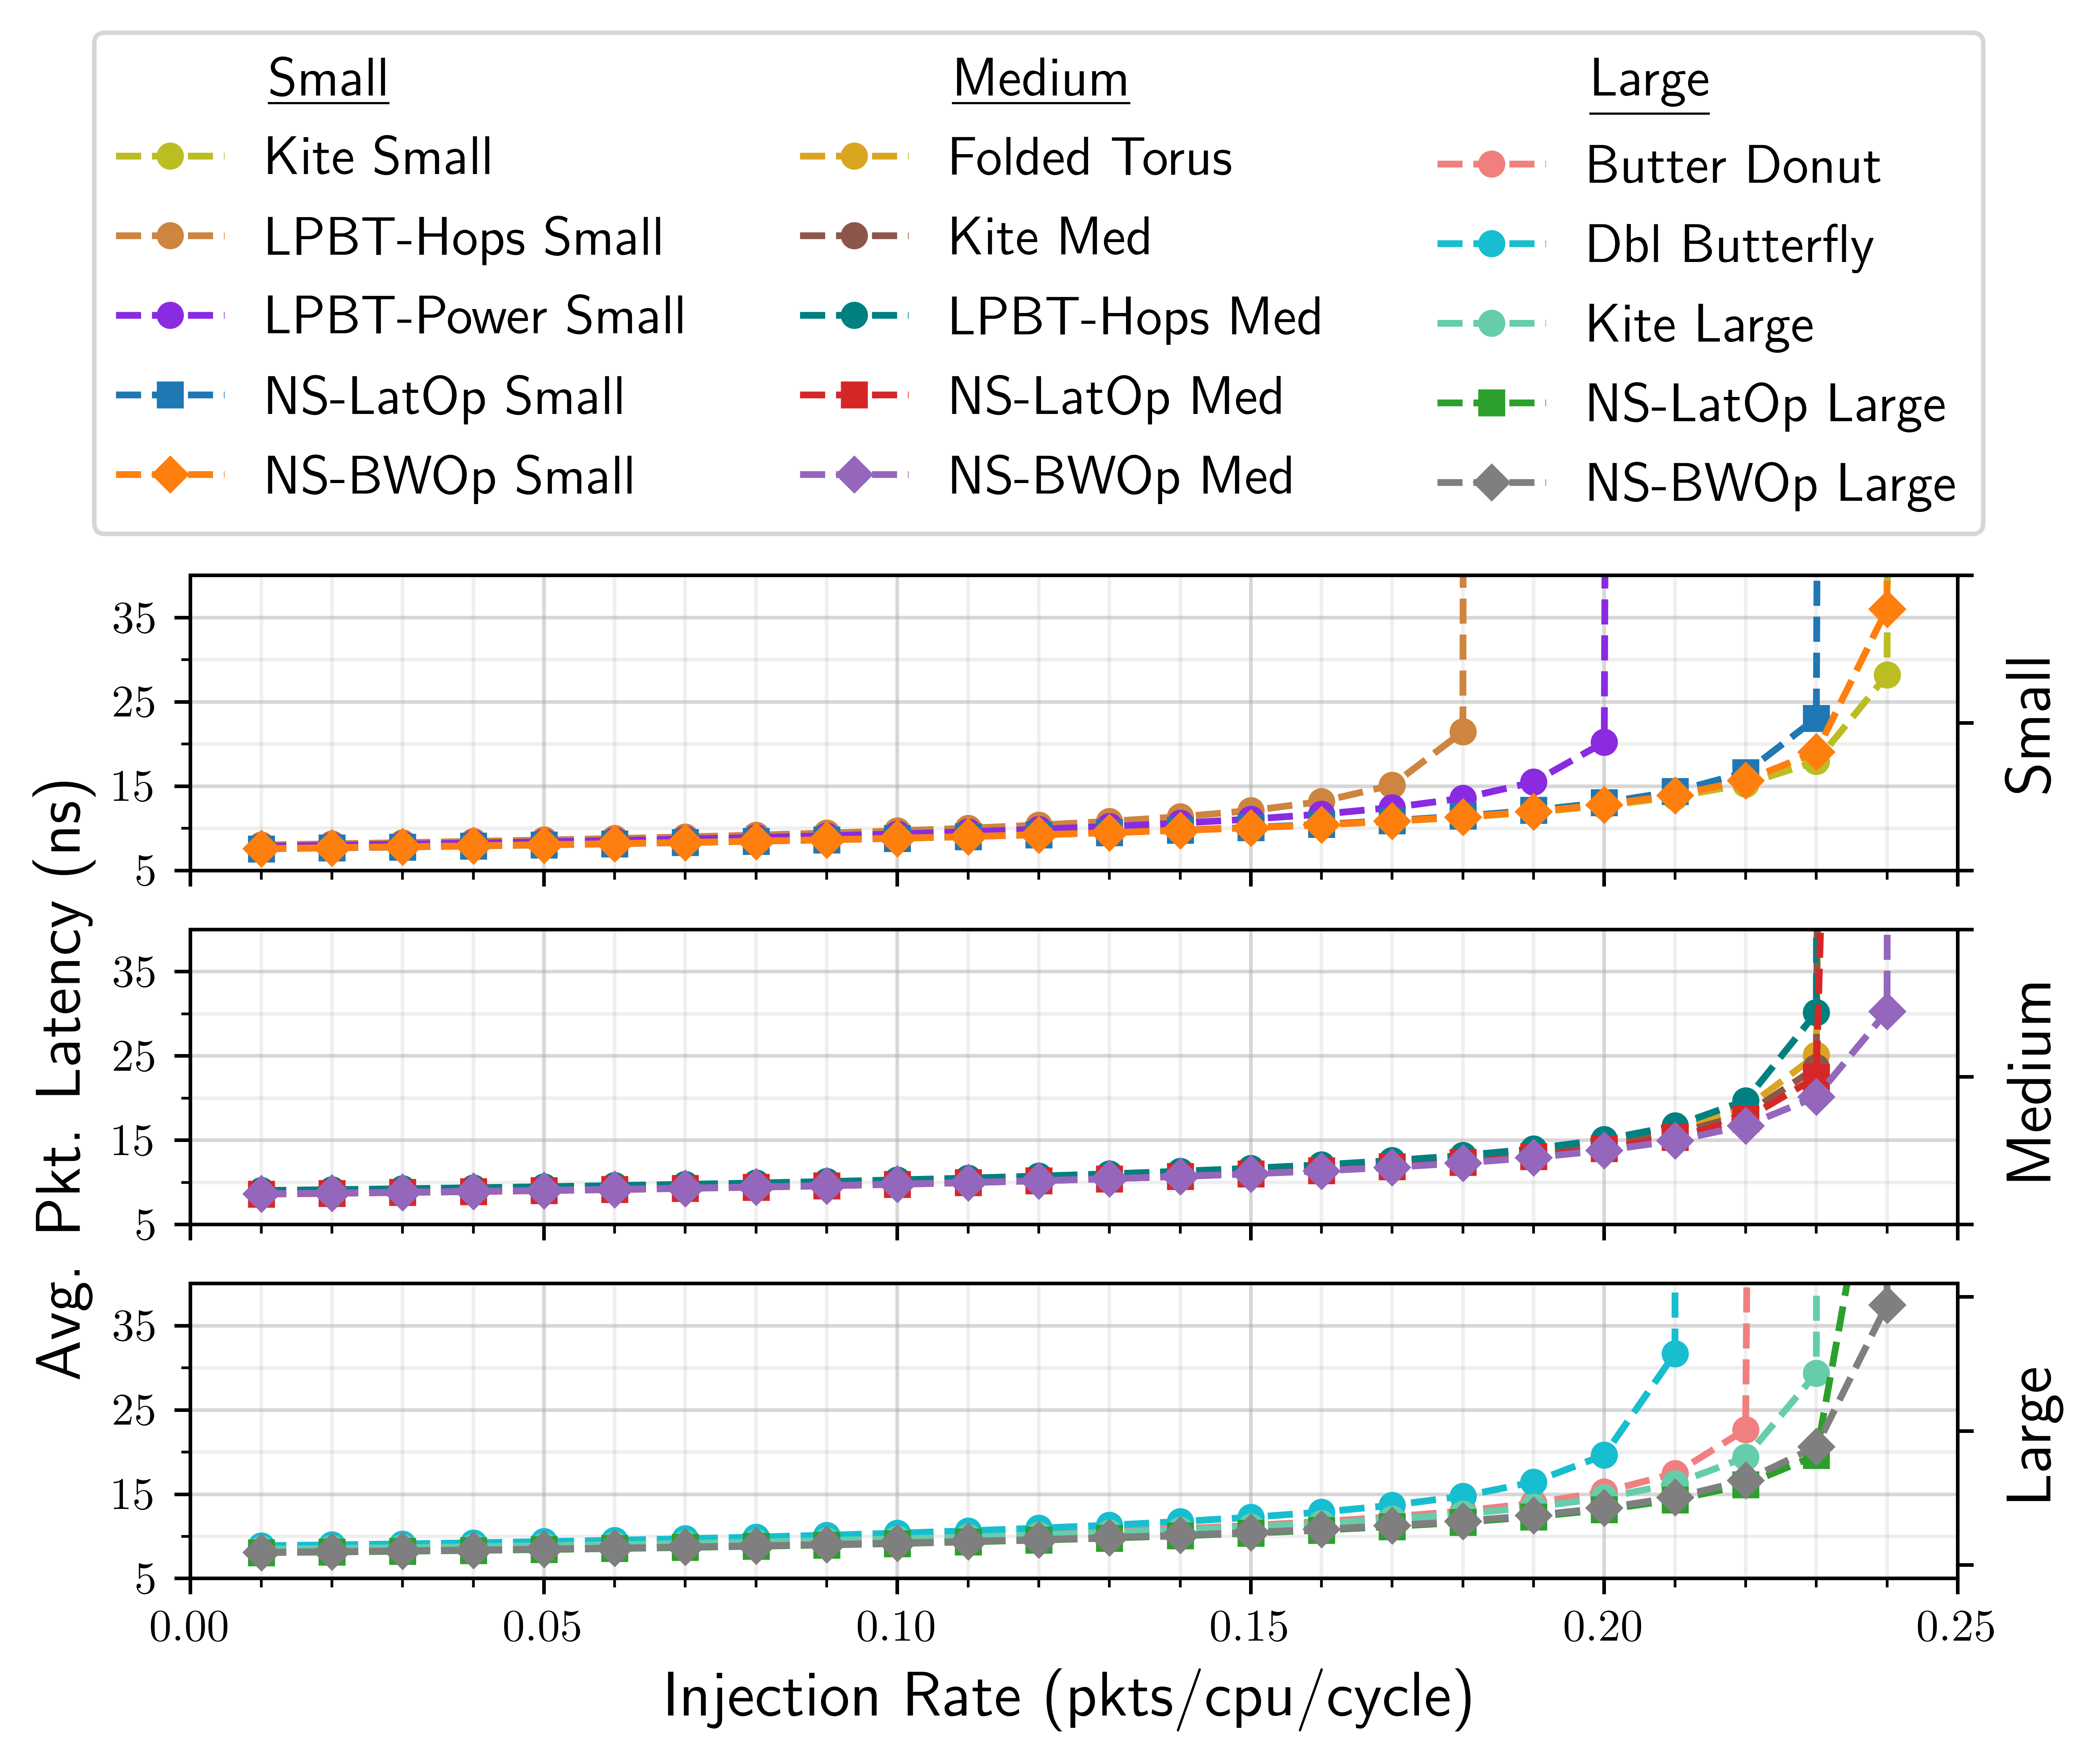 Small
Kite Small
LPBT-Hops Small
LPBT-Power Small
NS-LatOp Small
NS-BWOp Small
Medium
Folded Torus
Kite Med
LPBT-Hops Med
NS-LatOp Med
NS-BWOp Med
Large
Butter Donut
Dbl Butterfly
Kite Large
NS-LatOp Large
NS-BWOp Large
Avg. Pkt. Latency (ns)
35
25
15
5
Small
35
25
15
5
Medium
35
25
15
5
Large
0.00 0.05 0.10 0.15 0.20 0.25
Injection Rate (pkts/cpu/cycle)